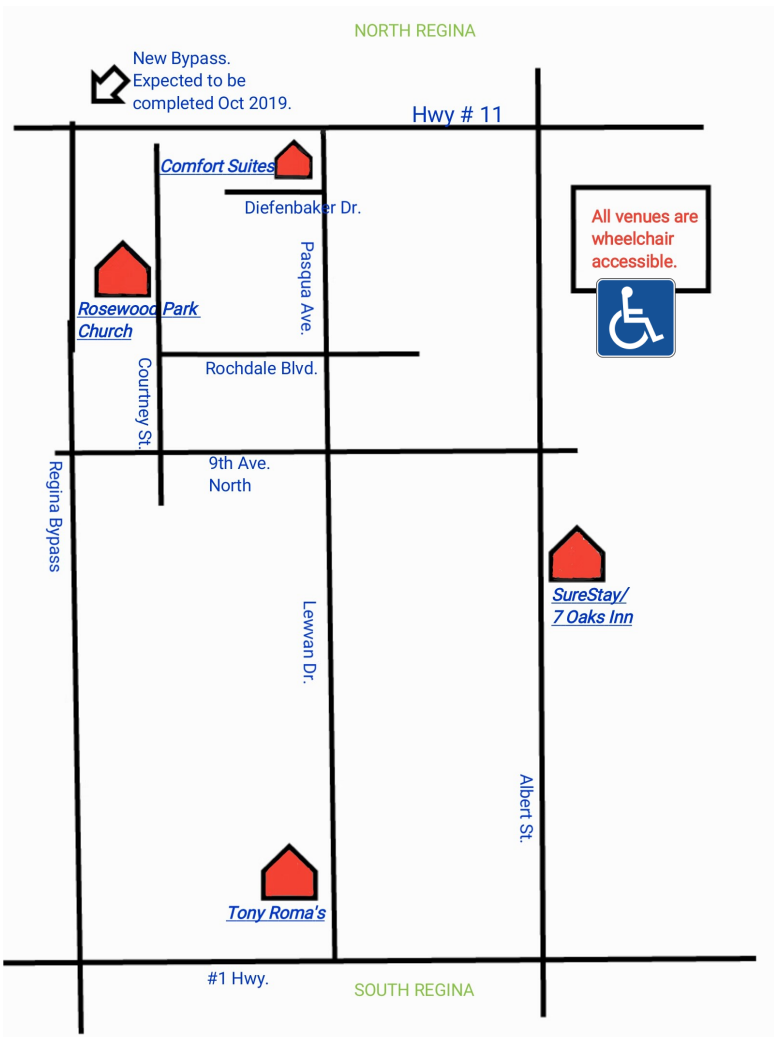 NORTH REGINA
New Bypass.
Expected to be
completed Oct 2019.
Hwy # 11
Comfort Suites
Diefenbaker Dr.
All venues are
wheelchair
accessible.
Pasqua Ave.
Rosewood Park
Church
Rochdale Blvd.
Courtney St.
9th Ave.
North
Regina Bypass
SureStay/
7 Oaks Inn
Lewvan Dr.
Albert St.
Tony Roma's
#1 Hwy.
SOUTH REGINA